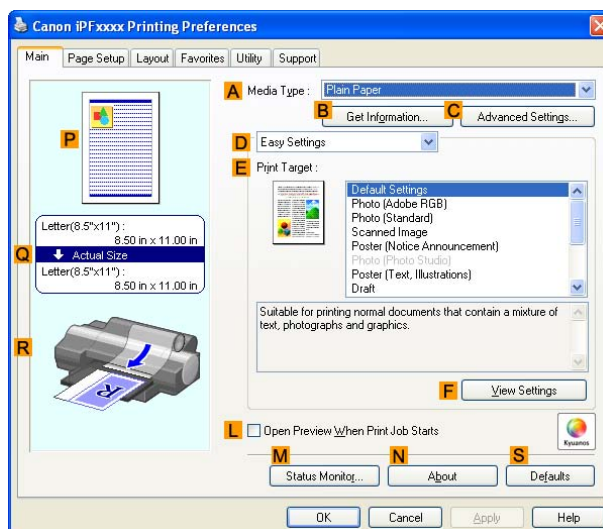 Canon iPFxxxx Printing Preferences
Main Page Setup Layout Favorites Utility Support
A Media Type : Plain Paper
B C
Get Information... Advanced Settings...
D Easy Settings
P
E Print Target :
Default Settings
Photo (Adobe RGB)
Photo (Standard)
Scanned Image
Poster (Notice Announcement)
Photo (Photo Studio)
Poster (Text, Illustrations)
Draft
Letter(8.5"x11") :
8.50 in x 11.00 in
Q Actual Size
Letter(8.5"x11") :
8.50 in x 11.00 in
Suitable for printing normal documents that contain a mixture of
text, photographs and graphics.
R
F View Settings
L Open Preview When Print Job Starts
Kyuanos
M N S
Status Monitor... About Defaults
OK Cancel Apply Help